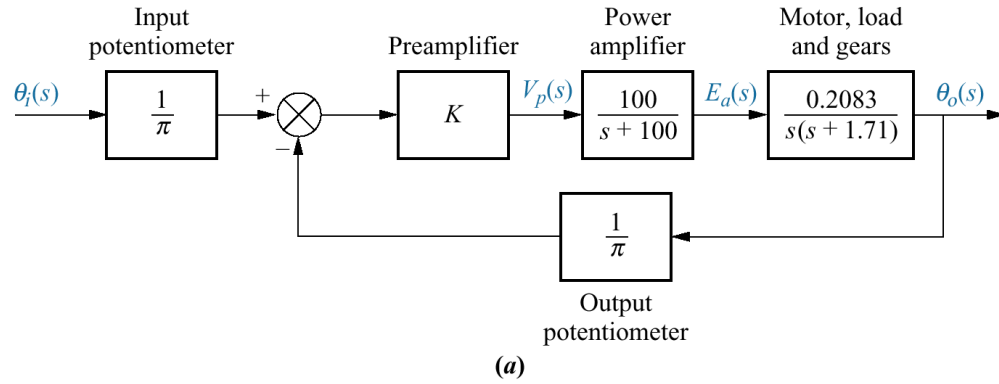 Input
potentiometer
Preamplifier
Power
amplifier
Motor, load
and gears
θi(s)
1
π
+
−
K
Vp(s)
100
s + 100
Ea(s)
0.2083
s(s + 1.71)
θo(s)
1
π
Output
potentiometer
(a)